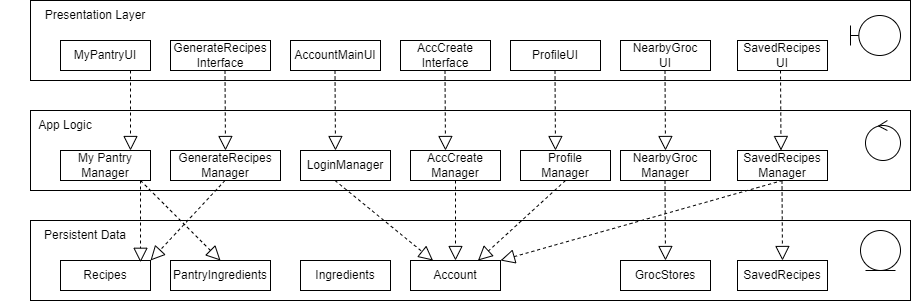 Presentation Layer
MyPantryUI
GenerateRecipes
Interface
AccountMainUI
AccCreate
Interface
ProfileUI
NearbyGroc
UI
SavedRecipes
UI
App Logic
My Pantry
Manager
GenerateRecipes
Manager
LoginManager
AccCreate
Manager
Profile
Manager
NearbyGroc
Manager
SavedRecipes
Manager
Persistent Data
Recipes
PantryIngredients
Ingredients
Account
GrocStores
SavedRecipes